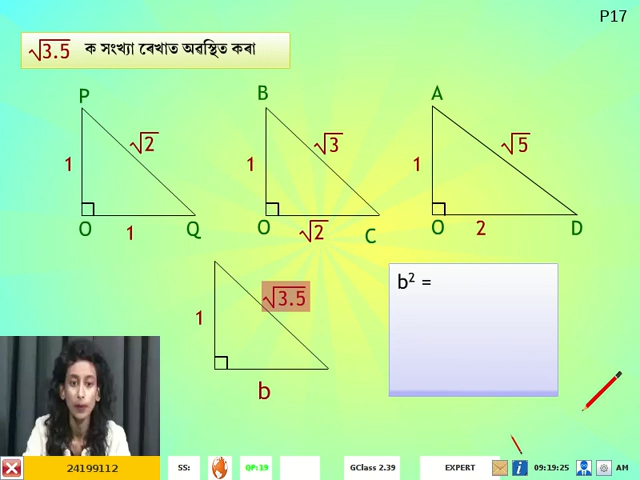 P17
√3.5 ক সংখ্যা ৰেখাত অৱস্থিত কৰা
P
B
A
1
√2
1
√3
1
√5
O
1
Q
O
√2
C
O
2
D
1
√3.5
b
b² =
24199112
SS:
QP:19
GClass 2.39
EXPERT
09:19:25
AM